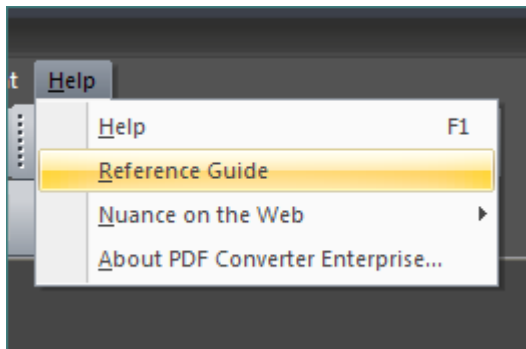 t Help
Help F1
Reference Guide
Nuance on the Web
About PDF Converter Enterprise...